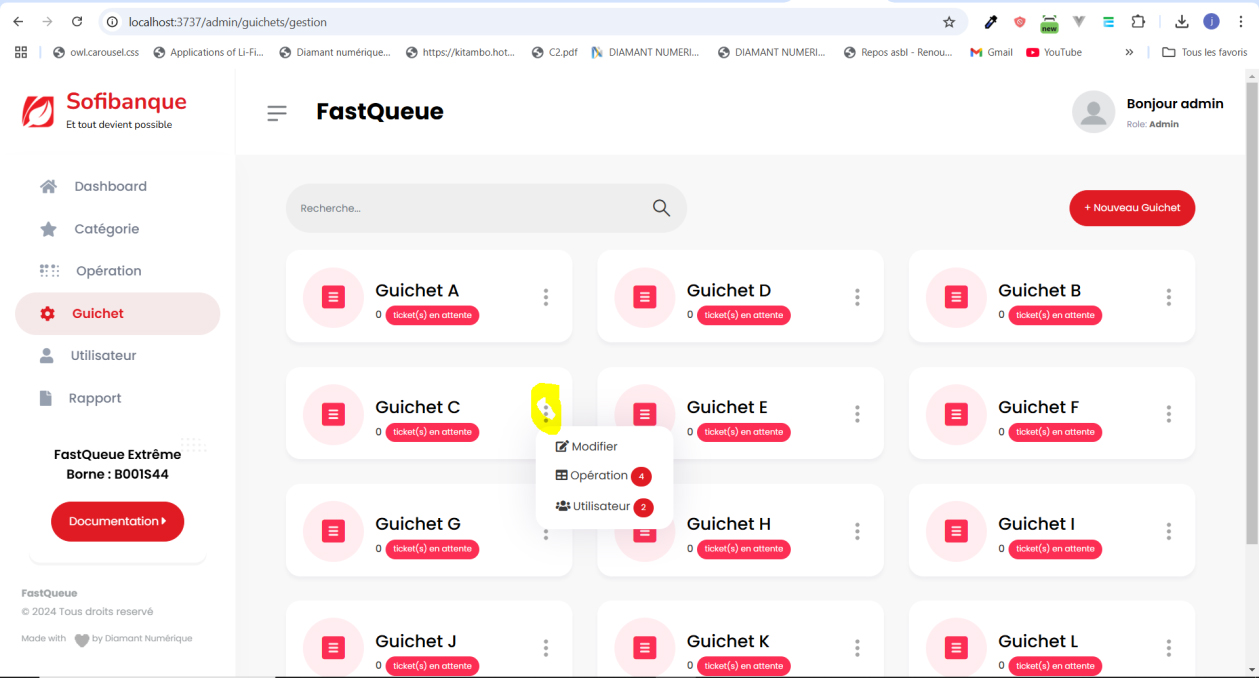 localhost:3737/admin/guichets/gestion
new
owl.carousel.css
Applications of Li-Fi...
Diamant numérique...
https://kitambo.hot...
C2.pdf
DIAMANT NUMERI...
DIAMANT NUMERI...
Repos asbl - Renou...
Gmail
YouTube
»
Tous les favoris
Sofibanque
Et tout devient possible
FastQueue
Bonjour admin
Role: Admin
Dashboard
Catégorie
Opération
Guichet
Utilisateur
Rapport
FastQueue Extrême
Borne : B001S44
Documentation
FastQueue
© 2024 Tous droits reservé
Made with by Diamant Numérique
Recherche...
+ Nouveau Guichet
Guichet A
0 ticket(s) en attente
Guichet D
0 ticket(s) en attente
Guichet B
0 ticket(s) en attente
Guichet C
0 ticket(s) en attente
Modifier
Opération 4
Utilisateur 2
Guichet E
0 ticket(s) en attente
Guichet F
0 ticket(s) en attente
Guichet G
0 ticket(s) en attente
Guichet H
0 ticket(s) en attente
Guichet I
0 ticket(s) en attente
Guichet J
0 ticket(s) en attente
Guichet K
0 ticket(s) en attente
Guichet L
0 ticket(s) en attente